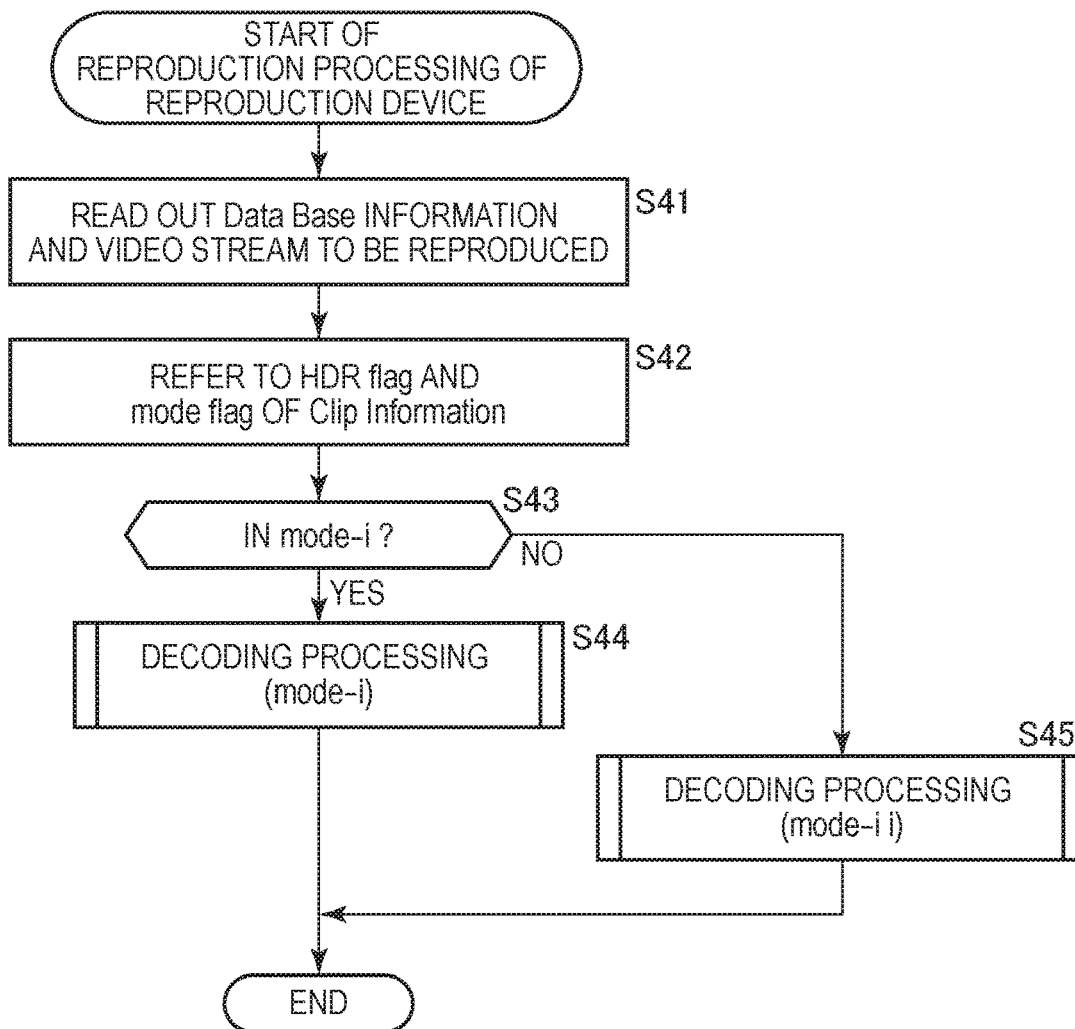 START OF
REPRODUCTION PROCESSING OF
REPRODUCTION DEVICE
S41
READ OUT Data Base INFORMATION
AND VIDEO STREAM TO BE REPRODUCED
S42
REFER TO HDR flag AND
mode flag OF Clip Information
S43
IN mode-i ?
NO
YES
S44
DECODING PROCESSING
(mode-i)
S45
DECODING PROCESSING
(mode-i i)
END